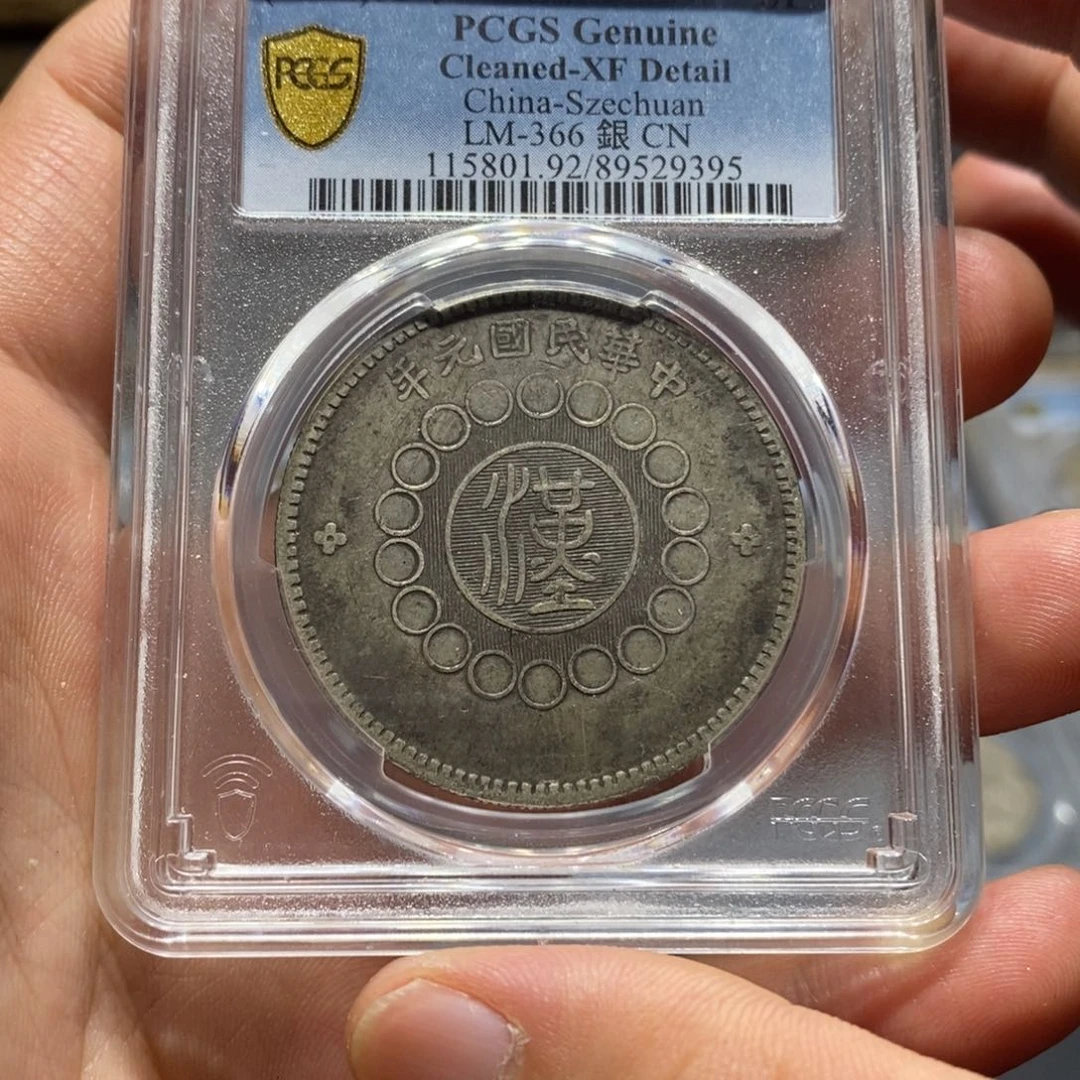 PCGS
PCGS Genuine
Cleaned-XF Detail
China-Szechuan
LM-366 銀 CN
115801.92/89529395
年元國民華中
漢
PCGS